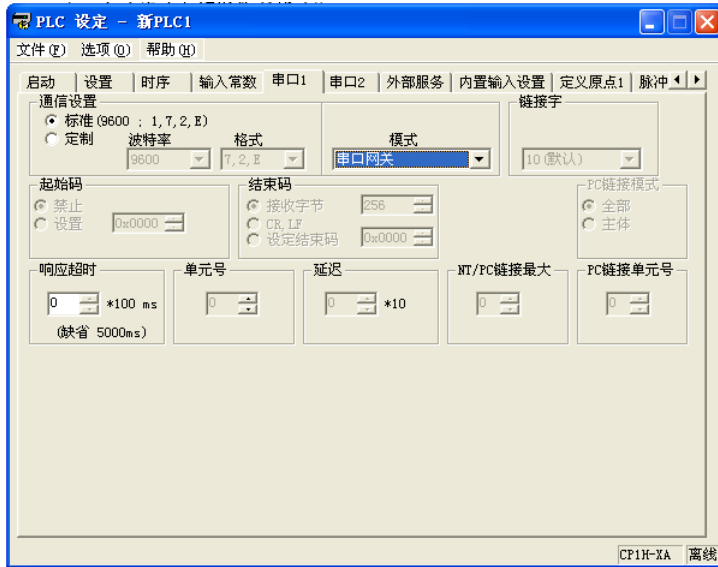 PLC 设定 - 新PLC1
文件(F) 选项(O) 帮助(H)
启动 设置 时序 输入常数 串口1 串口2 外部服务 内置输入设置 定义原点1 脉冲
通信设置 链接字
标准(9600 ; 1,7,2,E)
定制 波特率 格式 模式
9600 7,2,E 串口网关 10(默认)
起始码 结束码 PC链接模式
禁止 接收字节 256 全部
设置 0x0000 CR,LF 主体
设定结束码 0x0000
响应超时 单元号 延迟 NT/PC链接最大 PC链接单元号
0 *100 ms 0 0 *10 0 0
(缺省 5000ms)
CP1H-XA 离线